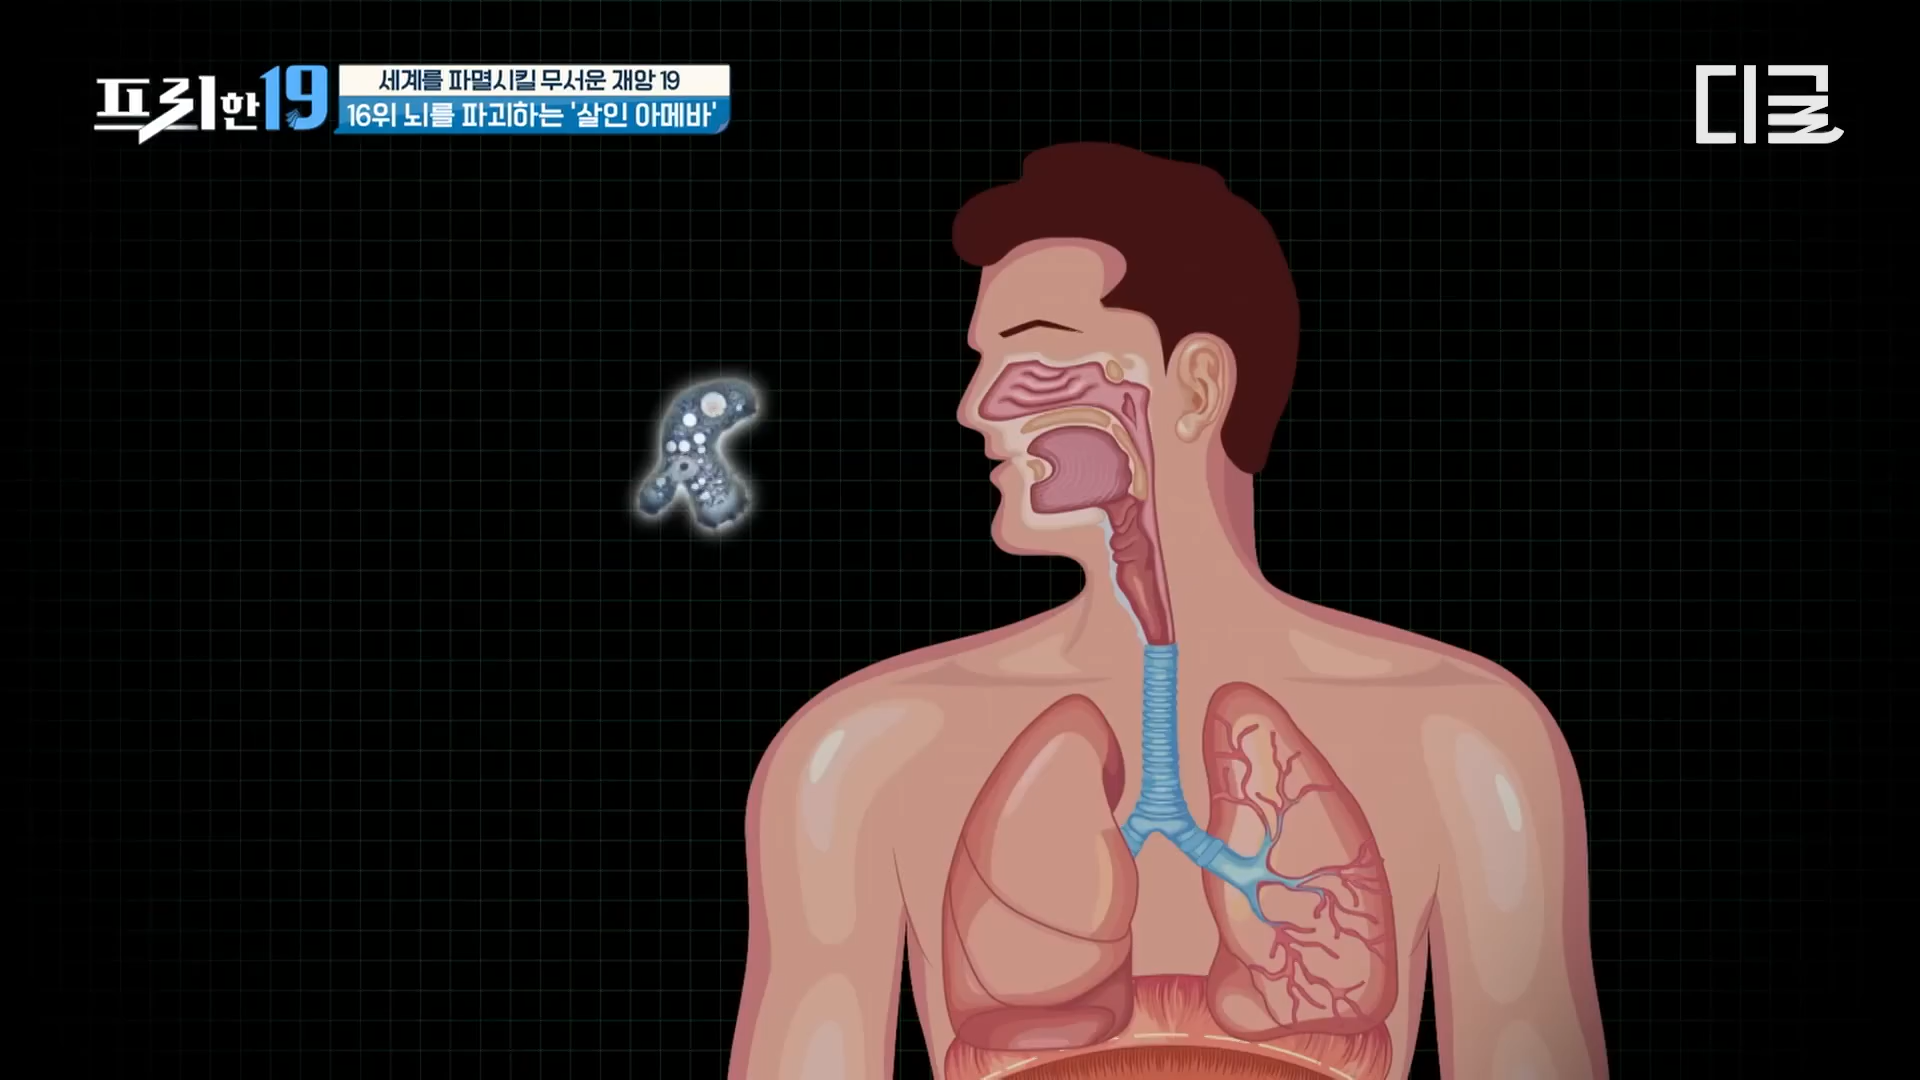 프리한19
세계를 파멸시킬 무서운 재앙 19
16위 뇌를 파괴하는 '살인 아메바'
디글